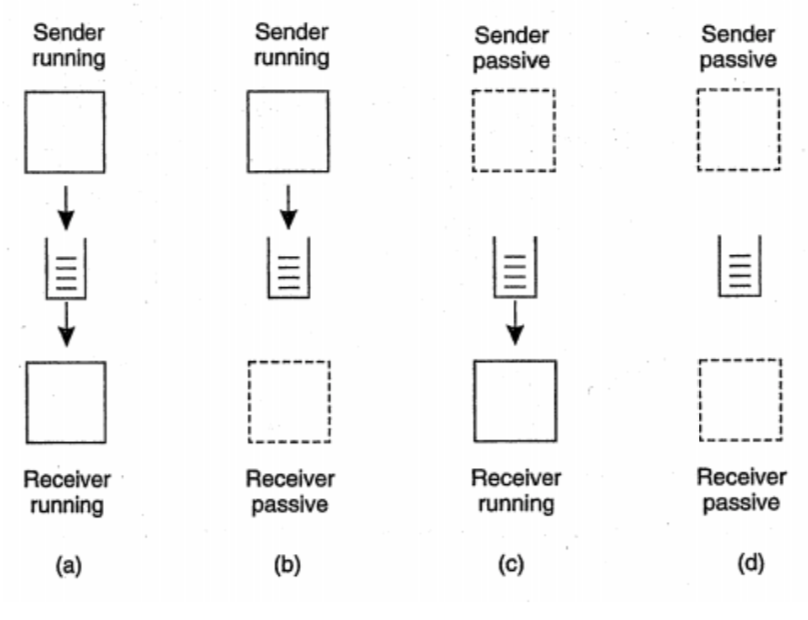 Sender
running
Sender
running
Sender
passive
Sender
passive
Receiver
running
Receiver
passive
Receiver
running
Receiver
passive
(a)
(b)
(c)
(d)